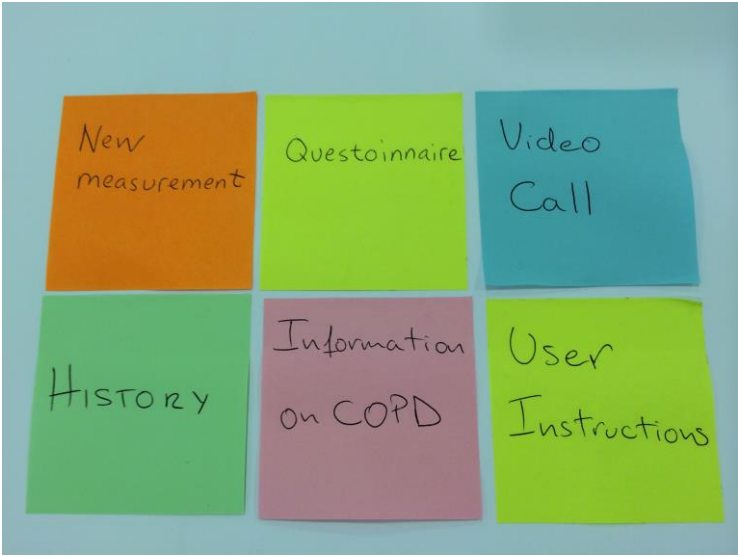 New
measurement
Questoinnaire
Video
Call
HISTORY
Information
on COPD
User
Instructions